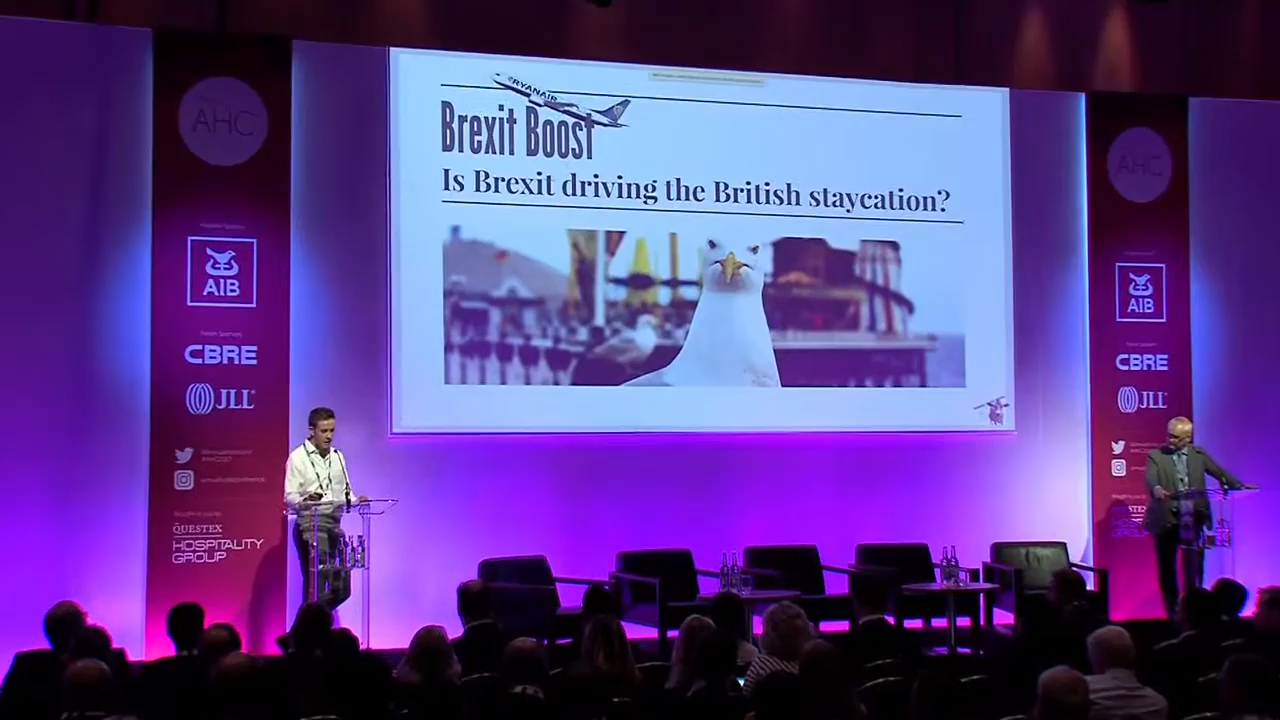 AHC
AIB
CBRE
JLL
#AHC2017
QUESTEX
HOSPITALITY
GROUP
RYANAIR
Brexit Boost
Is Brexit driving the British staycation?
AHC
AIB
CBRE
JLL